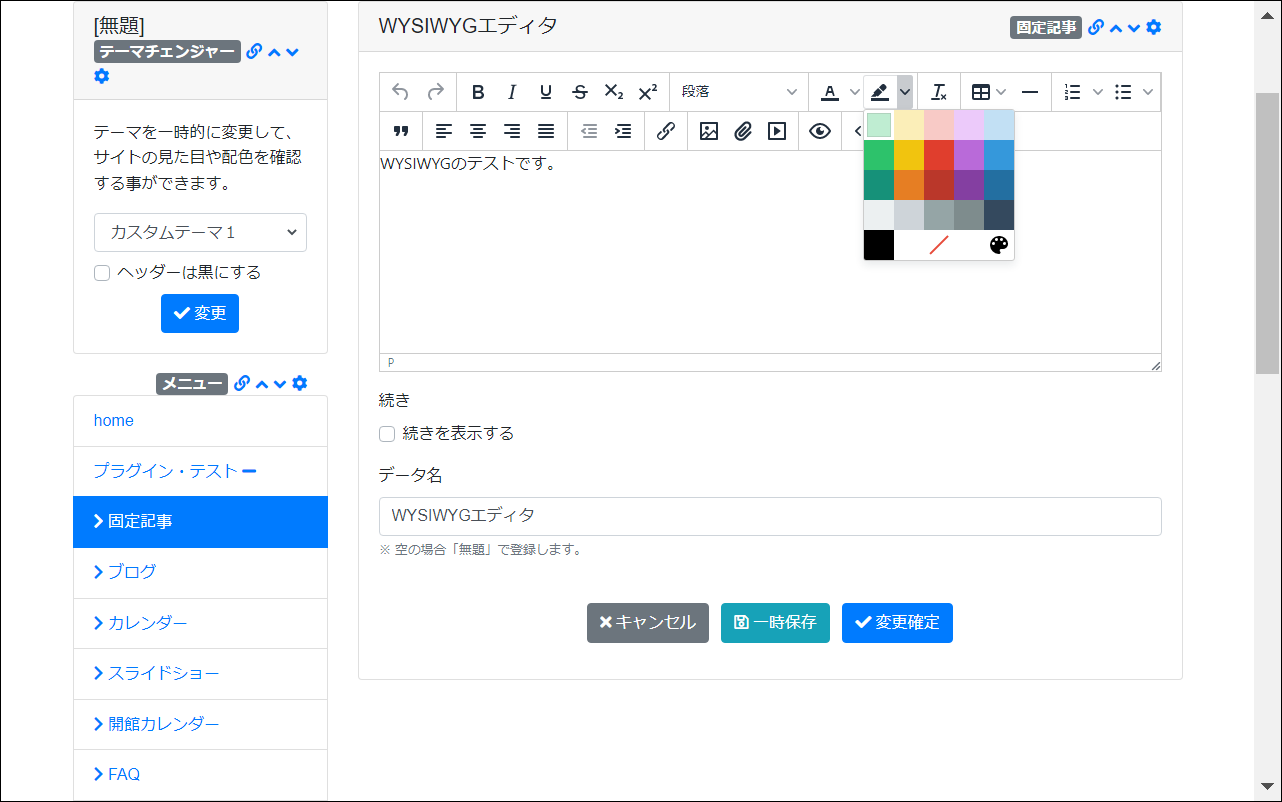 [無題]
テーマチェンジャー
テーマを一時的に変更して、
サイトの見た目や配色を確認
する事ができます。
カスタムテーマ１
ヘッダーは黒にする
変更
メニュー
home
プラグイン・テスト
固定記事
ブログ
カレンダー
スライドショー
開館カレンダー
FAQ
WYSIWYGエディタ
固定記事
段落
WYSIWYGのテストです。
P
続き
続きを表示する
データ名
WYSIWYGエディタ
※ 空の場合「無題」で登録します。
キャンセル
一時保存
変更確定